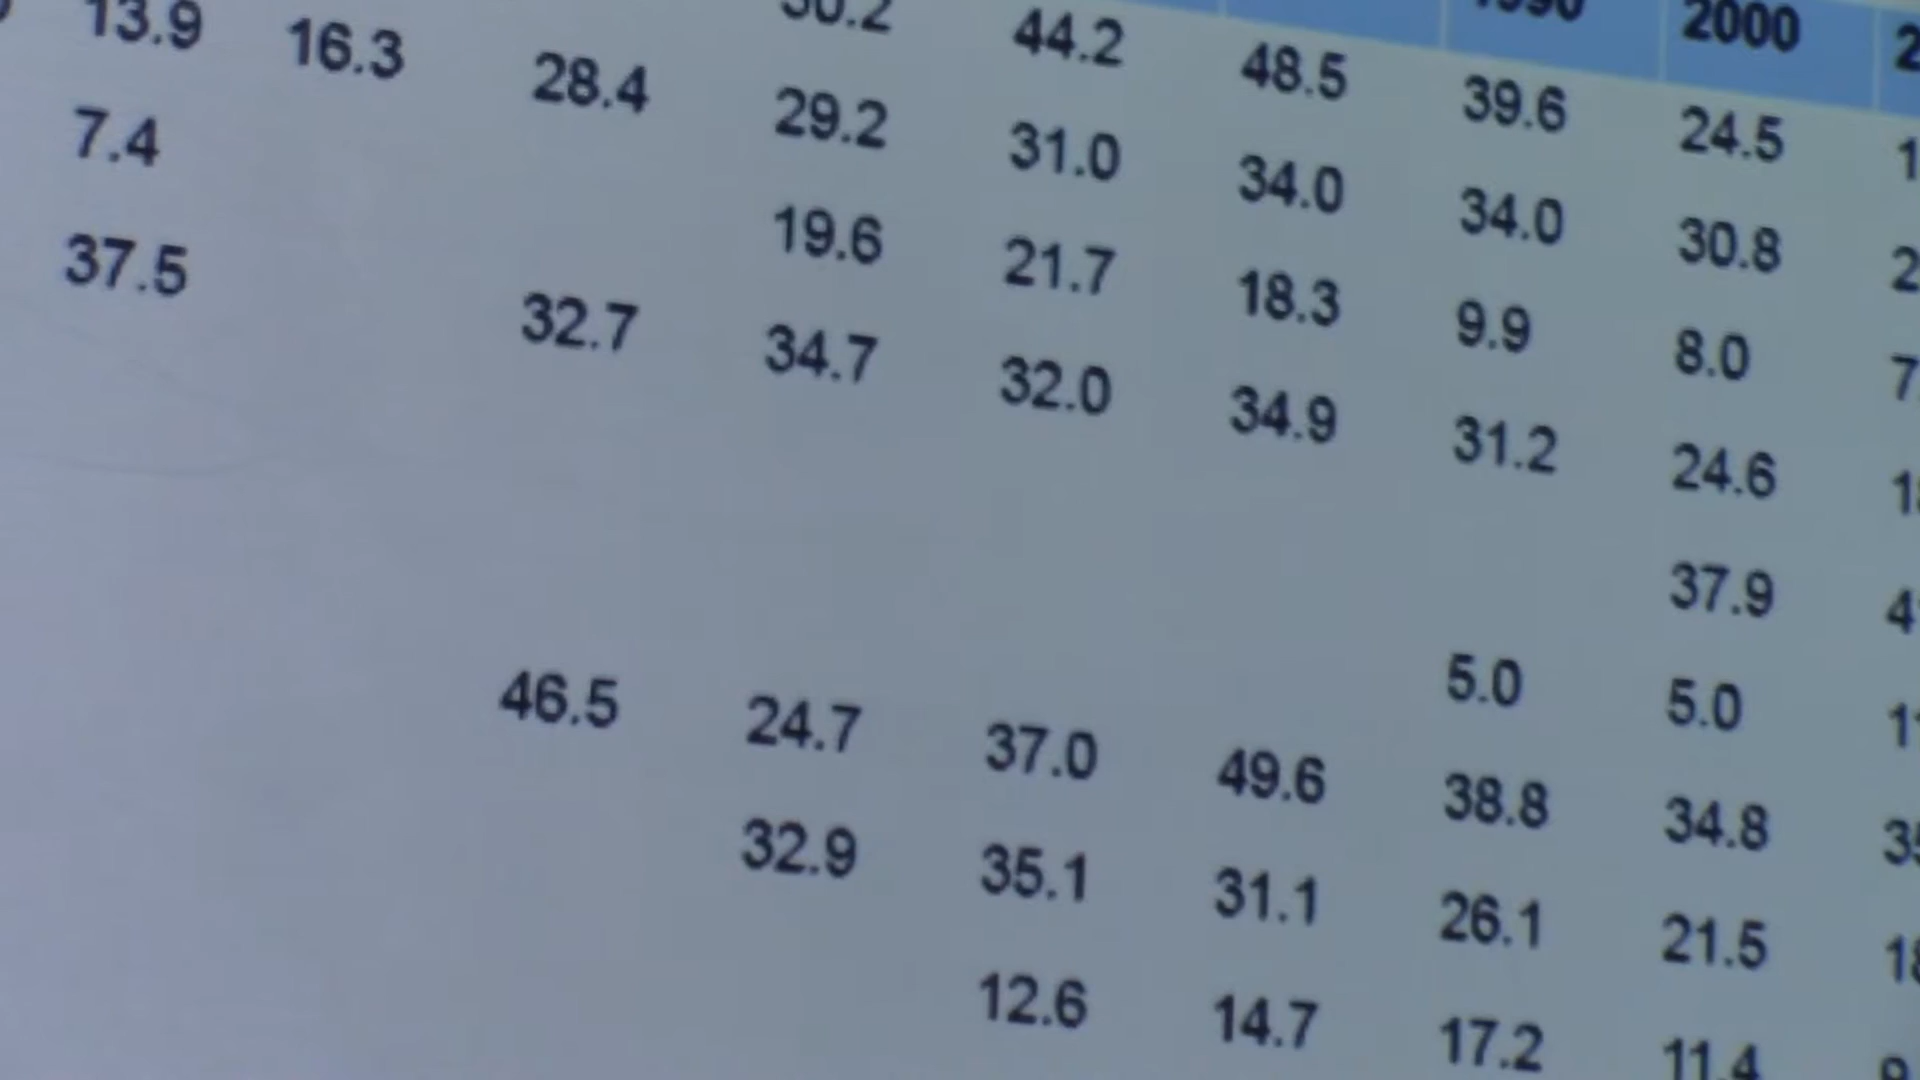 1990 2000
44.2 48.5 39.6 24.5
13.9 16.3 28.4 29.2 31.0 34.0 34.0 30.8
7.4 19.6 21.7 18.3 9.9 8.0
37.5 32.7 34.7 32.0 34.9 31.2 24.6
37.9
5.0 5.0
46.5 24.7 37.0 49.6 38.8 34.8
32.9 35.1 31.1 26.1 21.5
12.6 14.7 17.2 11.4